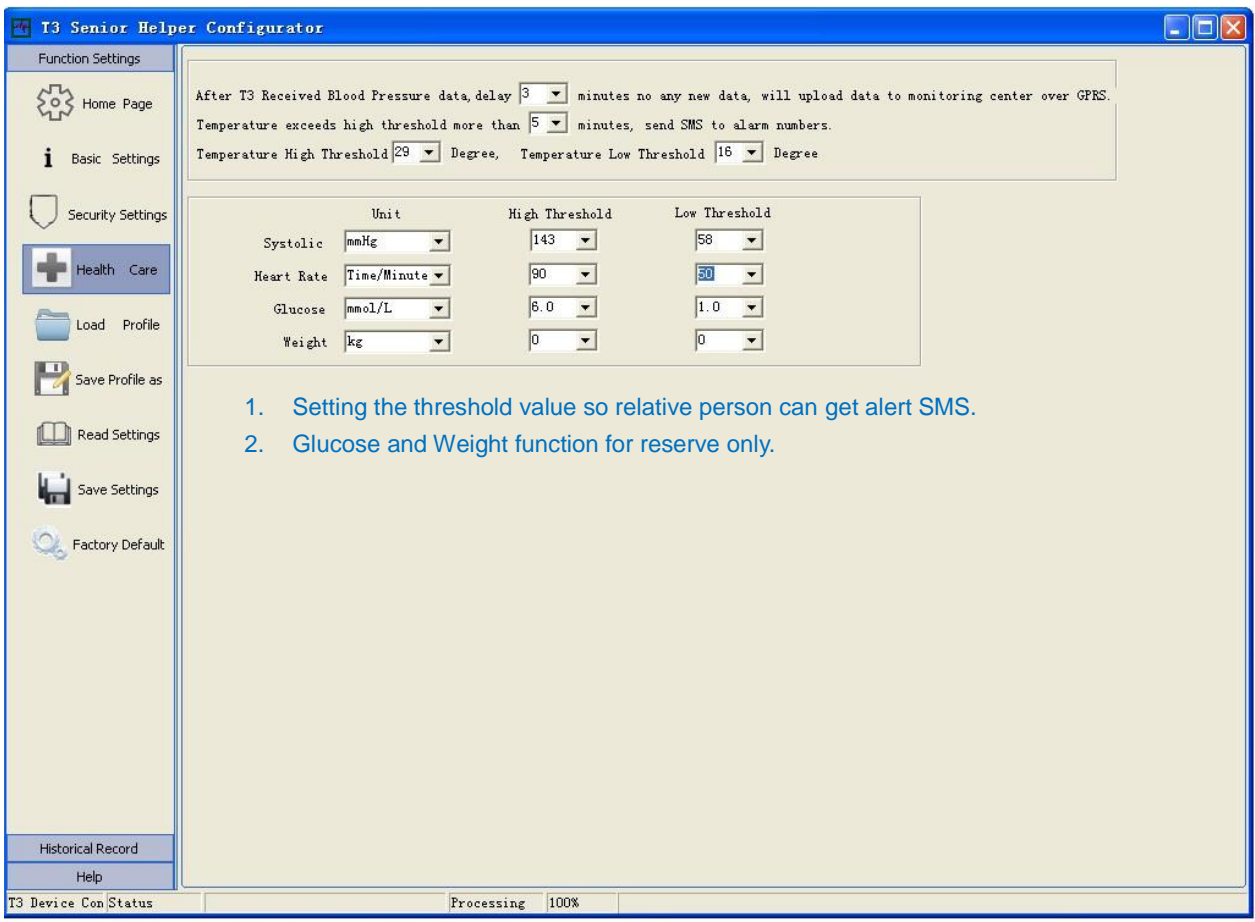 T3 Senior Helper Configurator
Function Settings
Home Page
Basic Settings
Security Settings
Health Care
Load Profile
Save Profile as
Read Settings
Save Settings
Factory Default
Historical Record
Help
After T3 Received Blood Pressure data, delay 3 minutes no any new data, will upload data to monitoring center over GPRS.
Temperature exceeds high threshold more than 5 minutes, send SMS to alarm numbers.
Temperature High Threshold 29 Degree, Temperature Low Threshold 16 Degree
Unit High Threshold Low Threshold
Systolic mmHg 143 58
Heart Rate Time/Minute 90 50
Glucose mmol/L 6.0 1.0
Weight kg 0 0
1. Setting the threshold value so relative person can get alert SMS.
2. Glucose and Weight function for reserve only.
T3 Device Con Status Processing 100%